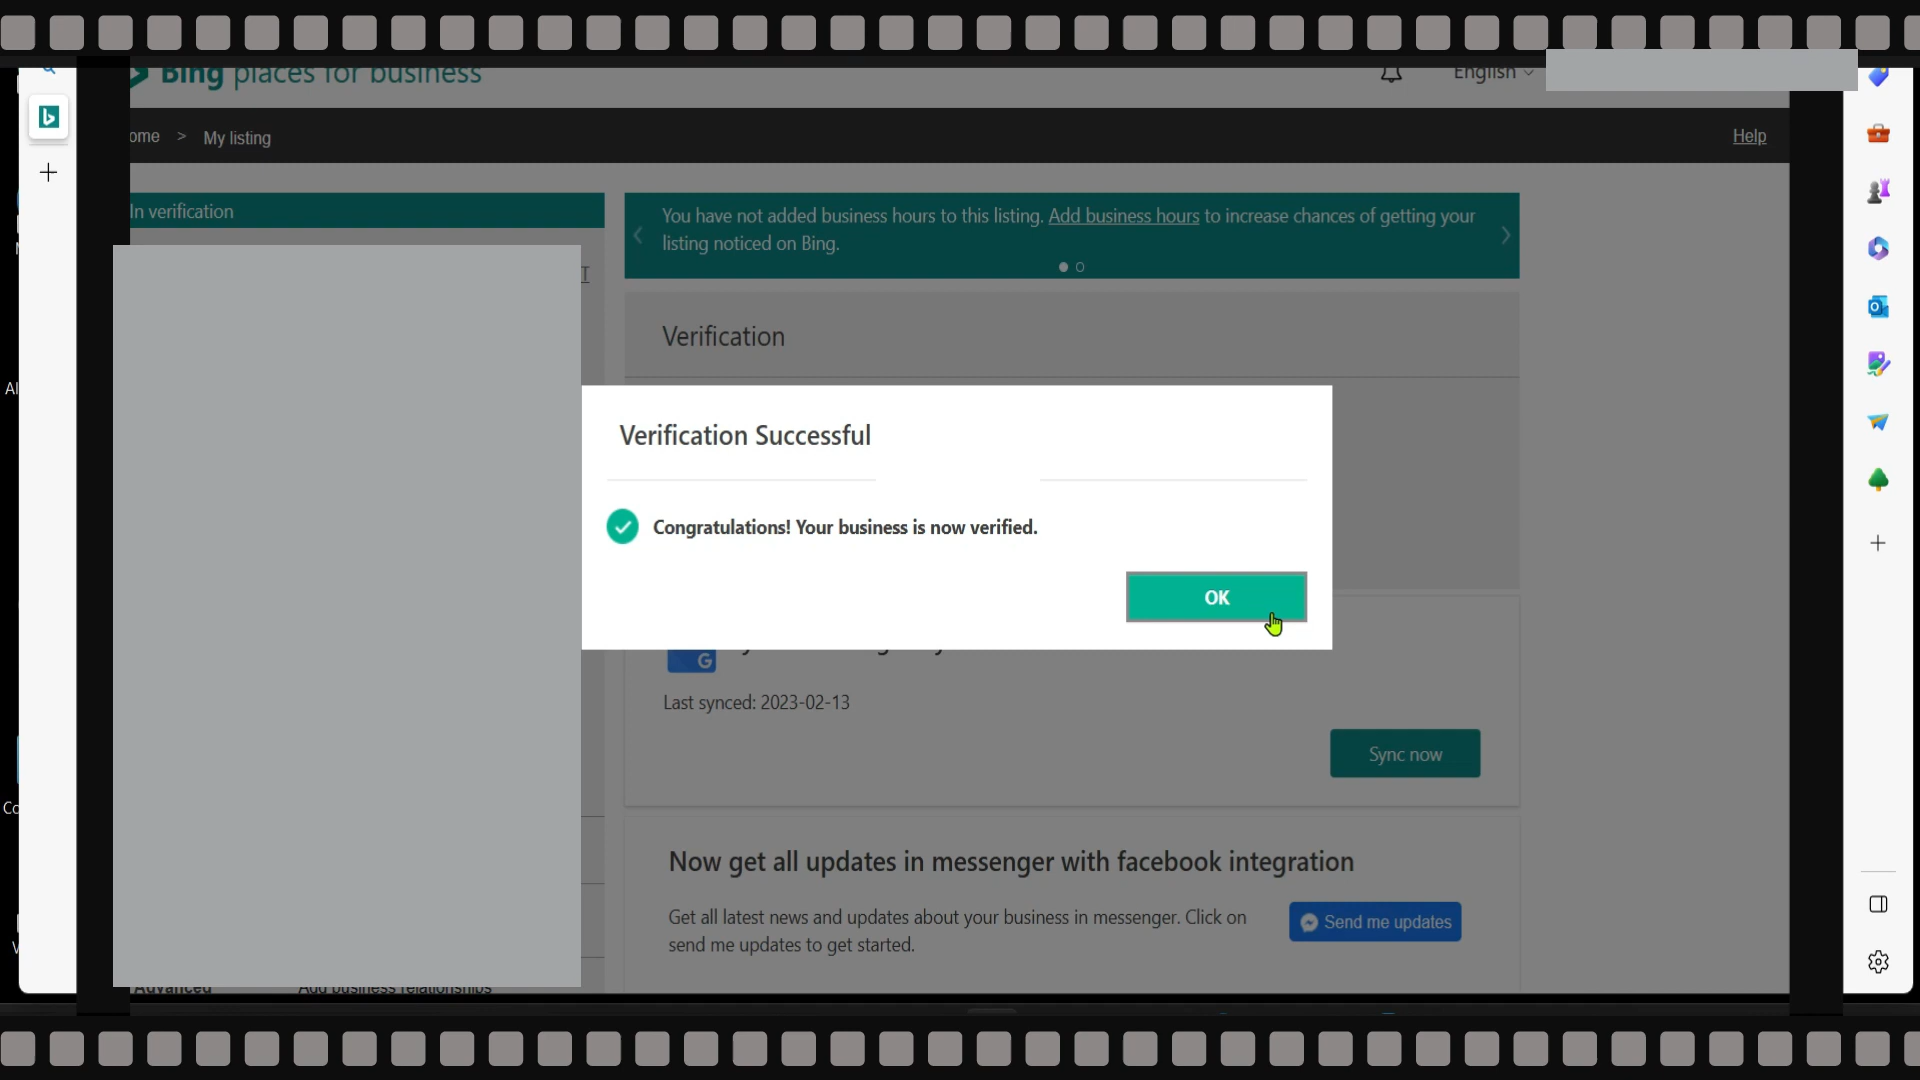 Bing places for business
English
ome > My listing
Help
In verification
You have not added business hours to this listing. Add business hours to increase chances of getting your
listing noticed on Bing.
Verification
Verification Successful
Congratulations! Your business is now verified.
OK
Last synced: 2023-02-13
Sync now
Now get all updates in messenger with facebook integration
Get all latest news and updates about your business in messenger. Click on
send me updates to get started.
Send me updates
Advanced
Add business relationships